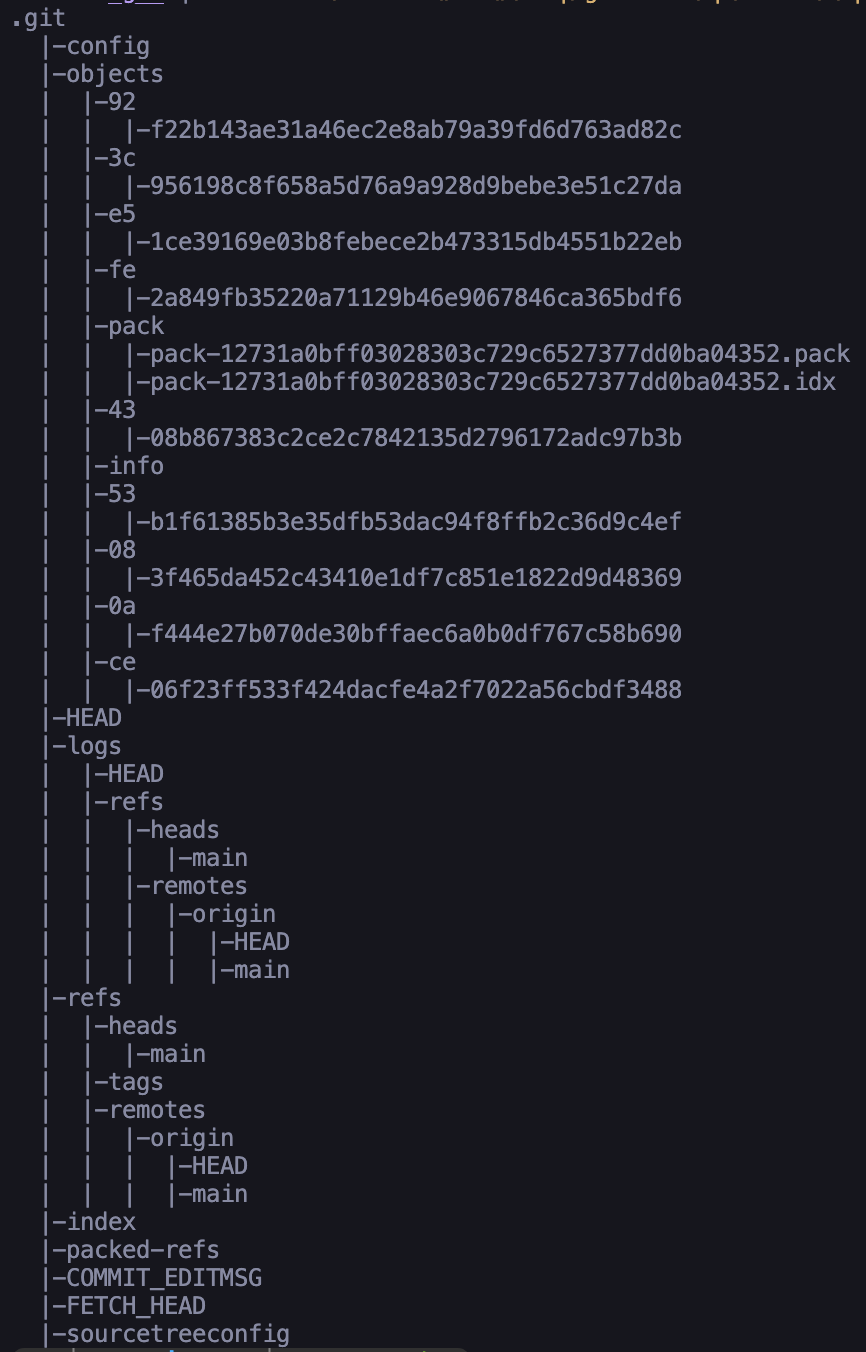 .git
  |-config
  |-objects
  |  |-92
  |  |  |-f22b143ae31a46ec2e8ab79a39fd6d763ad82c
  |  |-3c
  |  |  |-956198c8f658a5d76a9a928d9bebe3e51c27da
  |  |-e5
  |  |  |-1ce39169e03b8febece2b473315db4551b22eb
  |  |-fe
  |  |  |-2a849fb35220a71129b46e9067846ca365bdf6
  |  |-pack
  |  |  |-pack-12731a0bff03028303c729c6527377dd0ba04352.pack
  |  |  |-pack-12731a0bff03028303c729c6527377dd0ba04352.idx
  |  |-43
  |  |  |-08b867383c2ce2c7842135d2796172adc97b3b
  |  |-info
  |  |-53
  |  |  |-b1f61385b3e35dfb53dac94f8ffb2c36d9c4ef
  |  |-08
  |  |  |-3f465da452c43410e1df7c851e1822d9d48369
  |  |-0a
  |  |  |-f444e27b070de30bffaec6a0b0df767c58b690
  |  |-ce
  |  |  |-06f23ff533f424dacfe4a2f7022a56cbdf3488
  |-HEAD
  |-logs
  |  |-HEAD
  |  |-refs
  |  |  |-heads
  |  |  |  |-main
  |  |  |-remotes
  |  |  |  |-origin
  |  |  |  |  |-HEAD
  |  |  |  |  |-main
  |-refs
  |  |-heads
  |  |  |-main
  |  |-tags
  |  |-remotes
  |  |  |-origin
  |  |  |  |-HEAD
  |  |  |  |-main
  |-index
  |-packed-refs
  |-COMMIT_EDITMSG
  |-FETCH_HEAD
  |-sourcetreeconfig